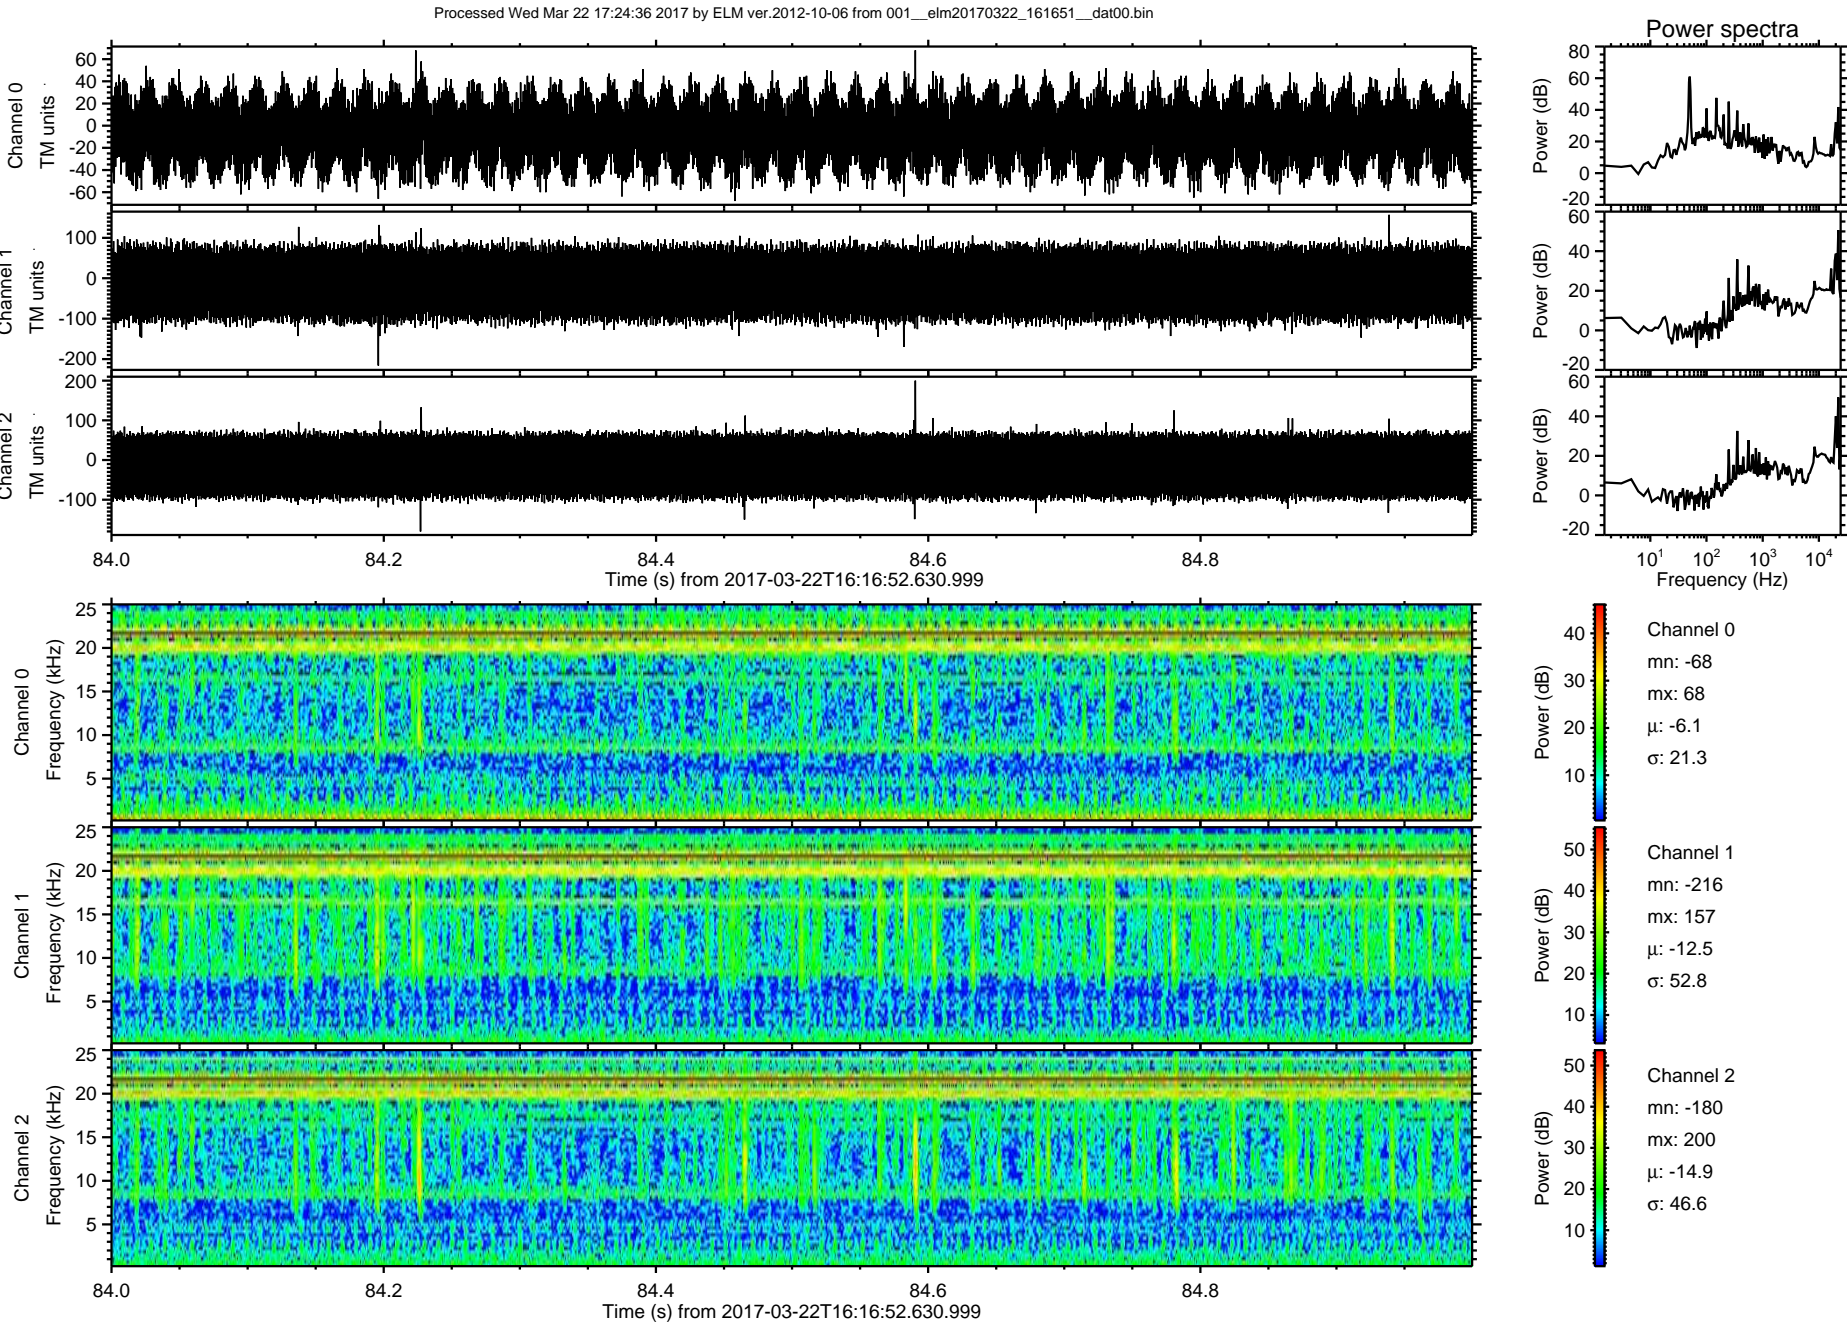 Processed Wed Mar 22 17:24:36 2017 by ELM ver.2012-10-06 from 001__elm20170322_161651__dat00.bin
Power spectra
Channel 0
TM units
60
40
20
0
-20
-40
-60
Power (dB)
80
60
40
20
0
-20
Channel 1
TM units
100
0
-100
-200
Power (dB)
60
40
20
0
-20
Channel 2
TM units
200
100
0
-100
Power (dB)
60
40
20
0
-20
84.0 84.2 84.4 84.6 84.8
Time (s) from 2017-03-22T16:16:52.630.999
10^1 10^2 10^3 10^4
Frequency (Hz)
Channel 0
Frequency (kHz)
25
20
15
10
5
Power (dB)
40
30
20
10
Channel 0
mn: -68
mx: 68
μ: -6.1
σ: 21.3
Channel 1
Frequency (kHz)
25
20
15
10
5
Power (dB)
50
40
30
20
10
Channel 1
mn: -216
mx: 157
μ: -12.5
σ: 52.8
Channel 2
Frequency (kHz)
25
20
15
10
5
Power (dB)
50
40
30
20
10
Channel 2
mn: -180
mx: 200
μ: -14.9
σ: 46.6
84.0 84.2 84.4 84.6 84.8
Time (s) from 2017-03-22T16:16:52.630.999